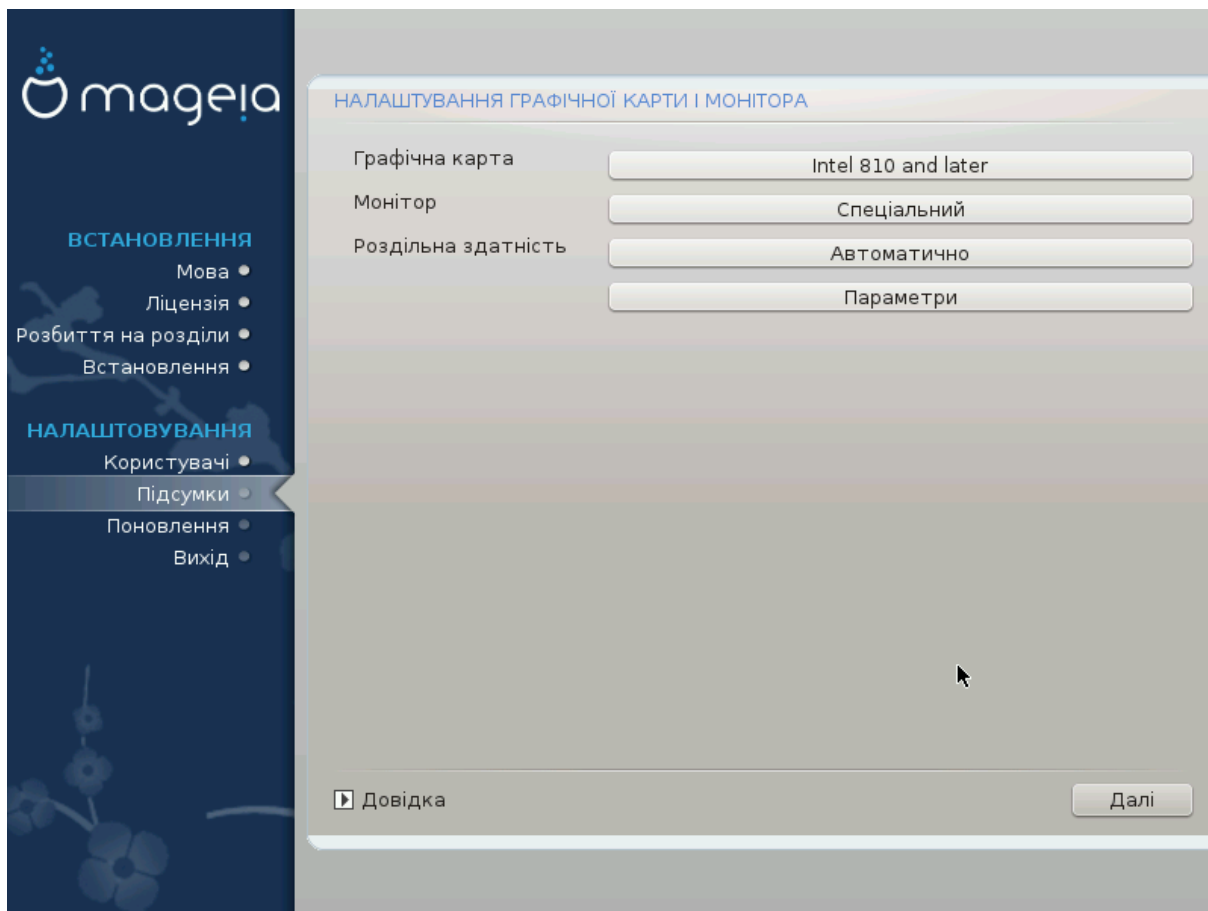 mageia
ВСТАНОВЛЕННЯ
Мова
Ліцензія
Розбиття на розділи
Встановлення
НАЛАШТОВУВАННЯ
Користувачі
Підсумки
Поновлення
Вихід
НАЛАШТУВАННЯ ГРАФІЧНОЇ КАРТИ І МОНІТОРА
Графічна карта
Intel 810 and later
Монітор
Спеціальний
Роздільна здатність
Автоматично
Параметри
Довідка
Далі